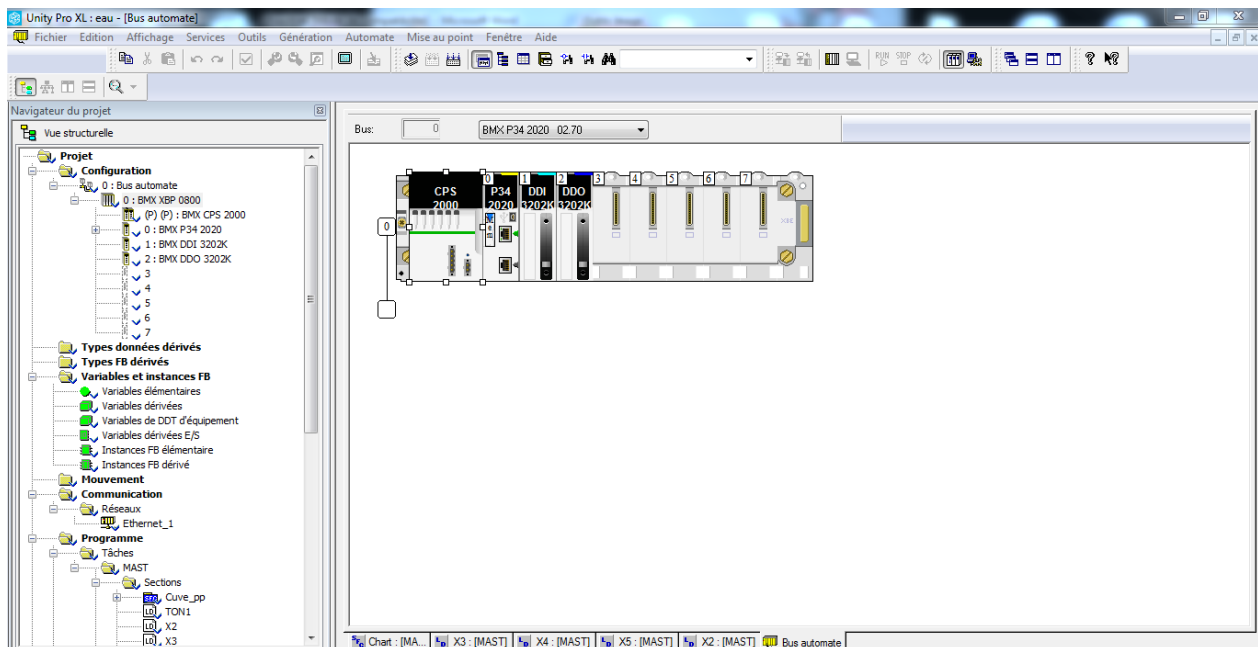 Unity Pro XL : eau - [Bus automate]
Fichier Edition Affichage Services Outils Génération Automate Mise au point Fenêtre Aide
RUN STOP
Navigateur du projet
Vue structurelle
Projet
Configuration
0 : Bus automate
0 : BMX XBP 0800
(P) (P) : BMX CPS 2000
0 : BMX P34 2020
1 : BMX DDI 3202K
2 : BMX DDO 3202K
3
4
5
6
7
Types données dérivés
Types FB dérivés
Variables et instances FB
Variables élémentaires
Variables dérivées
Variables de DDT d'équipement
Variables dérivées E/S
Instances FB élémentaire
Instances FB dérivé
Mouvement
Communication
Réseaux
Ethernet_1
Programme
Tâches
MAST
Sections
Cuve_pp
TON1
X2
X3
Bus: 0 BMX P34 2020 02.70
0 1 2 3 4 5 6 7
CPS P34 DDI DDO
2000 2020 3202K 3202K
0
Chart : [MA... X3 : [MAST] X4 : [MAST] X5 : [MAST] X2 : [MAST] Bus automate